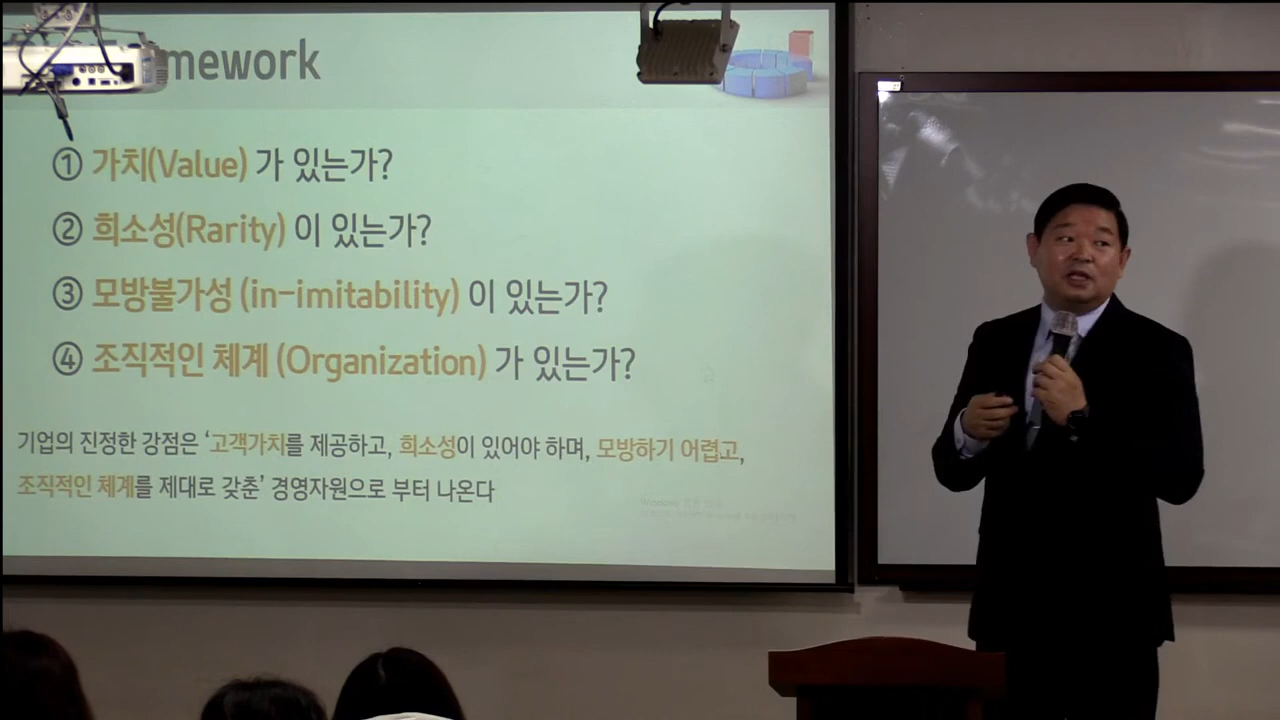 mework
① 가치(Value) 가 있는가?
② 희소성(Rarity) 이 있는가?
③ 모방불가성 (in-imitability) 이 있는가?
④ 조직적인 체계 (Organization) 가 있는가?
기업의 진정한 강점은 ‘고객가치를 제공하고, 희소성이 있어야 하며, 모방하기 어렵고,
조직적인 체계를 제대로 갖춘’ 경영자원으로 부터 나온다
Windows